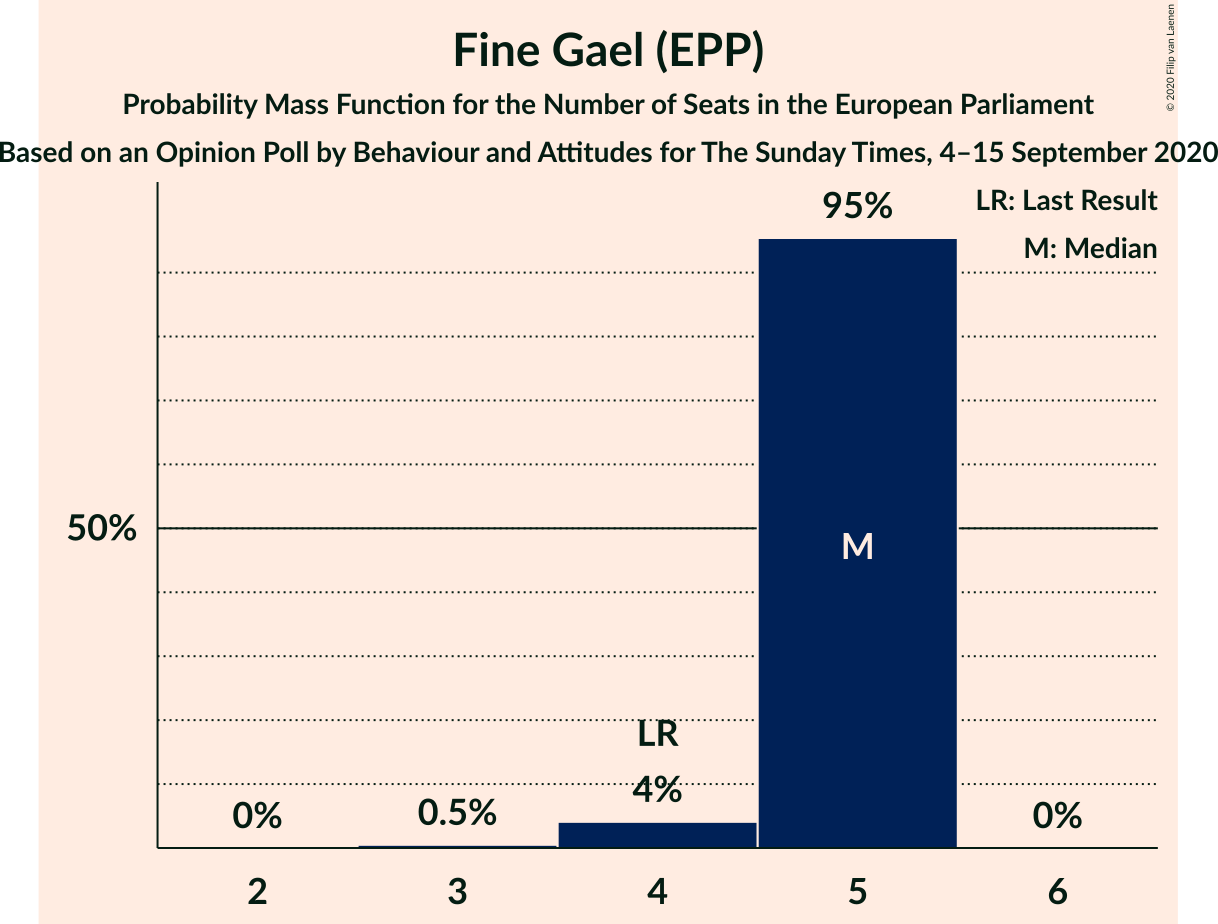 Fine Gael (EPP)
Probability Mass Function for the Number of Seats in the European Parliament
Based on an Opinion Poll by Behaviour and Attitudes for The Sunday Times, 4–15 September 2020
© 2020 Filip van Laenen
LR: Last Result
M: Median
95%
50%
M
LR
4%
0%
0.5%
0%
2
3
4
5
6